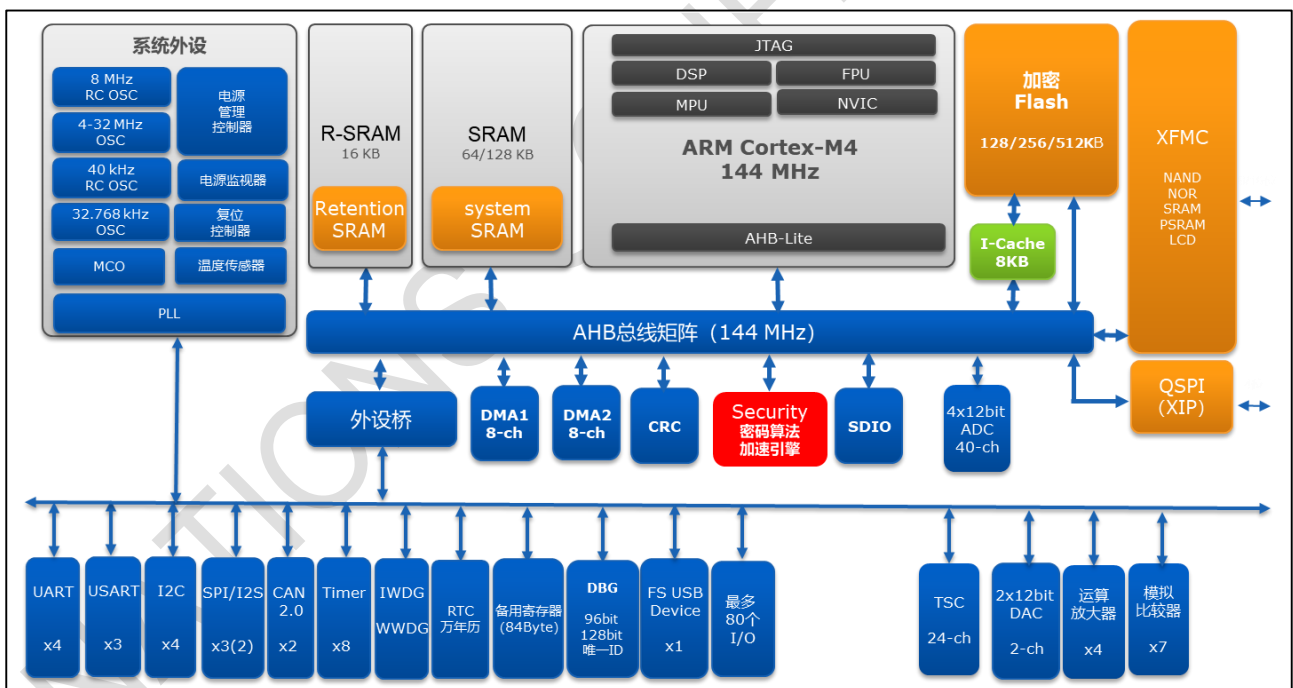 系统外设
8 MHz
RC OSC
4-32 MHz
OSC
40 kHz
RC OSC
32.768 kHz
OSC
MCO
电源
管理
控制器
电源监视器
复位
控制器
温度传感器
PLL
R-SRAM
16 KB
Retention
SRAM
SRAM
64/128 KB
system
SRAM
JTAG
DSP
FPU
MPU
NVIC
ARM Cortex-M4
144 MHz
AHB-Lite
加密
Flash
128/256/512KB
I-Cache
8KB
XFMC
NAND
NOR
SRAM
PSRAM
LCD
AHB总线矩阵 (144 MHz)
QSPI
(XIP)
外设桥
DMA1
8-ch
DMA2
8-ch
CRC
Security
密码算法
加速引擎
SDIO
4x12bit
ADC
40-ch
UART
x4
USART
x3
I2C
x4
SPI/I2S
x3(2)
CAN
2.0
x2
Timer
x8
IWDG
WWDG
RTC
万年历
备用寄存器
(84Byte)
DBG
96bit
128bit
唯一ID
FS USB
Device
x1
最多
80个
I/O
TSC
24-ch
2x12bit
DAC
2-ch
运算
放大器
x4
模拟
比较器
x7